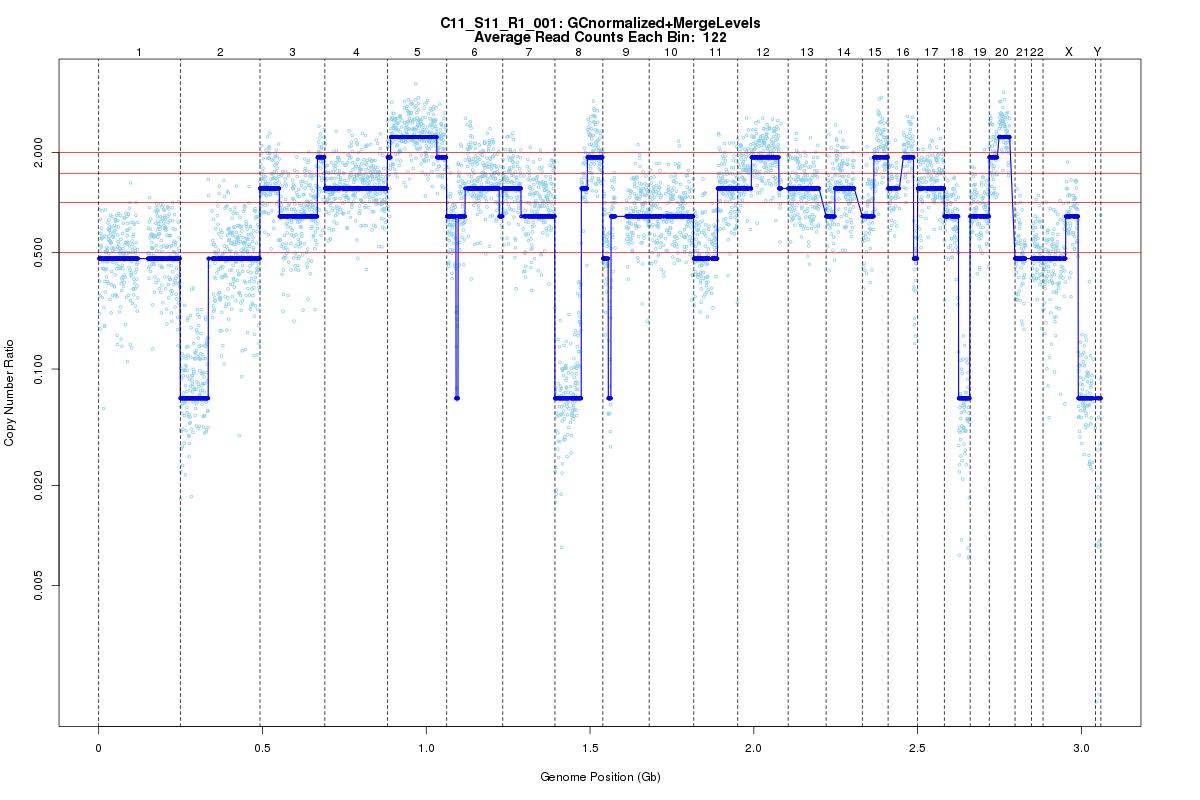 C11_S11_R1_001: GCnormalized+MergeLevels
Average Read Counts Each Bin: 122
1 2 3 4 5 6 7 8 9 10 11 12 13 14 15 16 17 18 19 20 21 22 X Y
2.000
0.500
0.100
0.020
0.005
Copy Number Ratio
0 0.5 1.0 1.5 2.0 2.5 3.0
Genome Position (Gb)